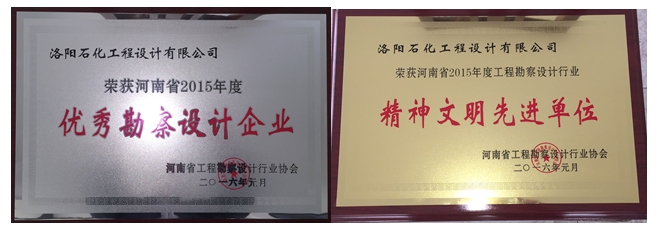 洛阳石化工程设计有限公司
荣获河南省2015年度
优秀勘察设计企业
河南省工程勘察设计行业协会
二〇一六年元月
洛阳石化工程设计有限公司
荣获河南省2015年度工程勘察设计行业
精神文明先进单位
河南省工程勘察设计行业协会
二〇一六年元月